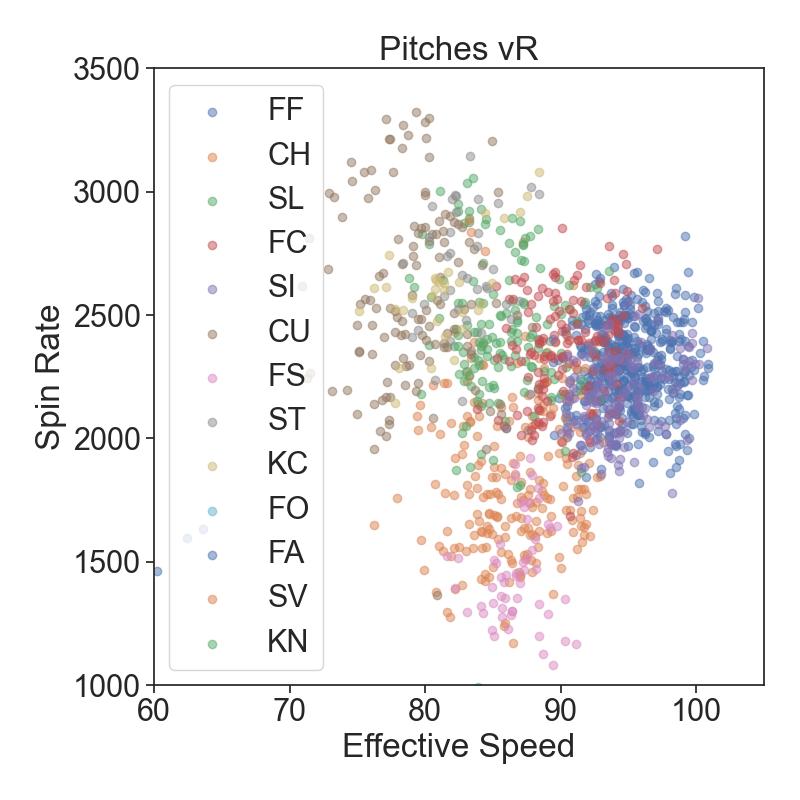 Pitches vR
3500
3000
2500
2000
1500
1000
Spin Rate
FF
CH
SL
FC
SI
CU
FS
ST
KC
FO
FA
SV
KN
60
70
80
90
100
Effective Speed